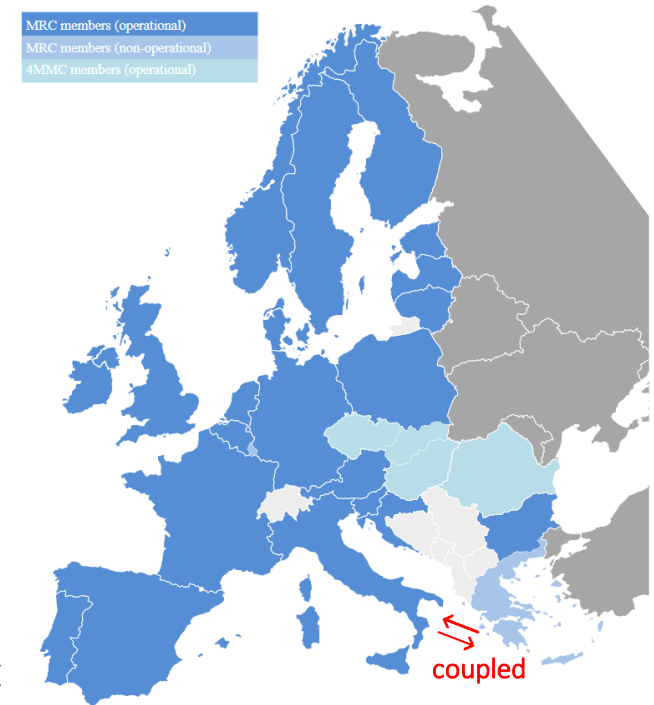 MRC members (operational)
MRC members (non-operational)
4MMC members (operational)
coupled